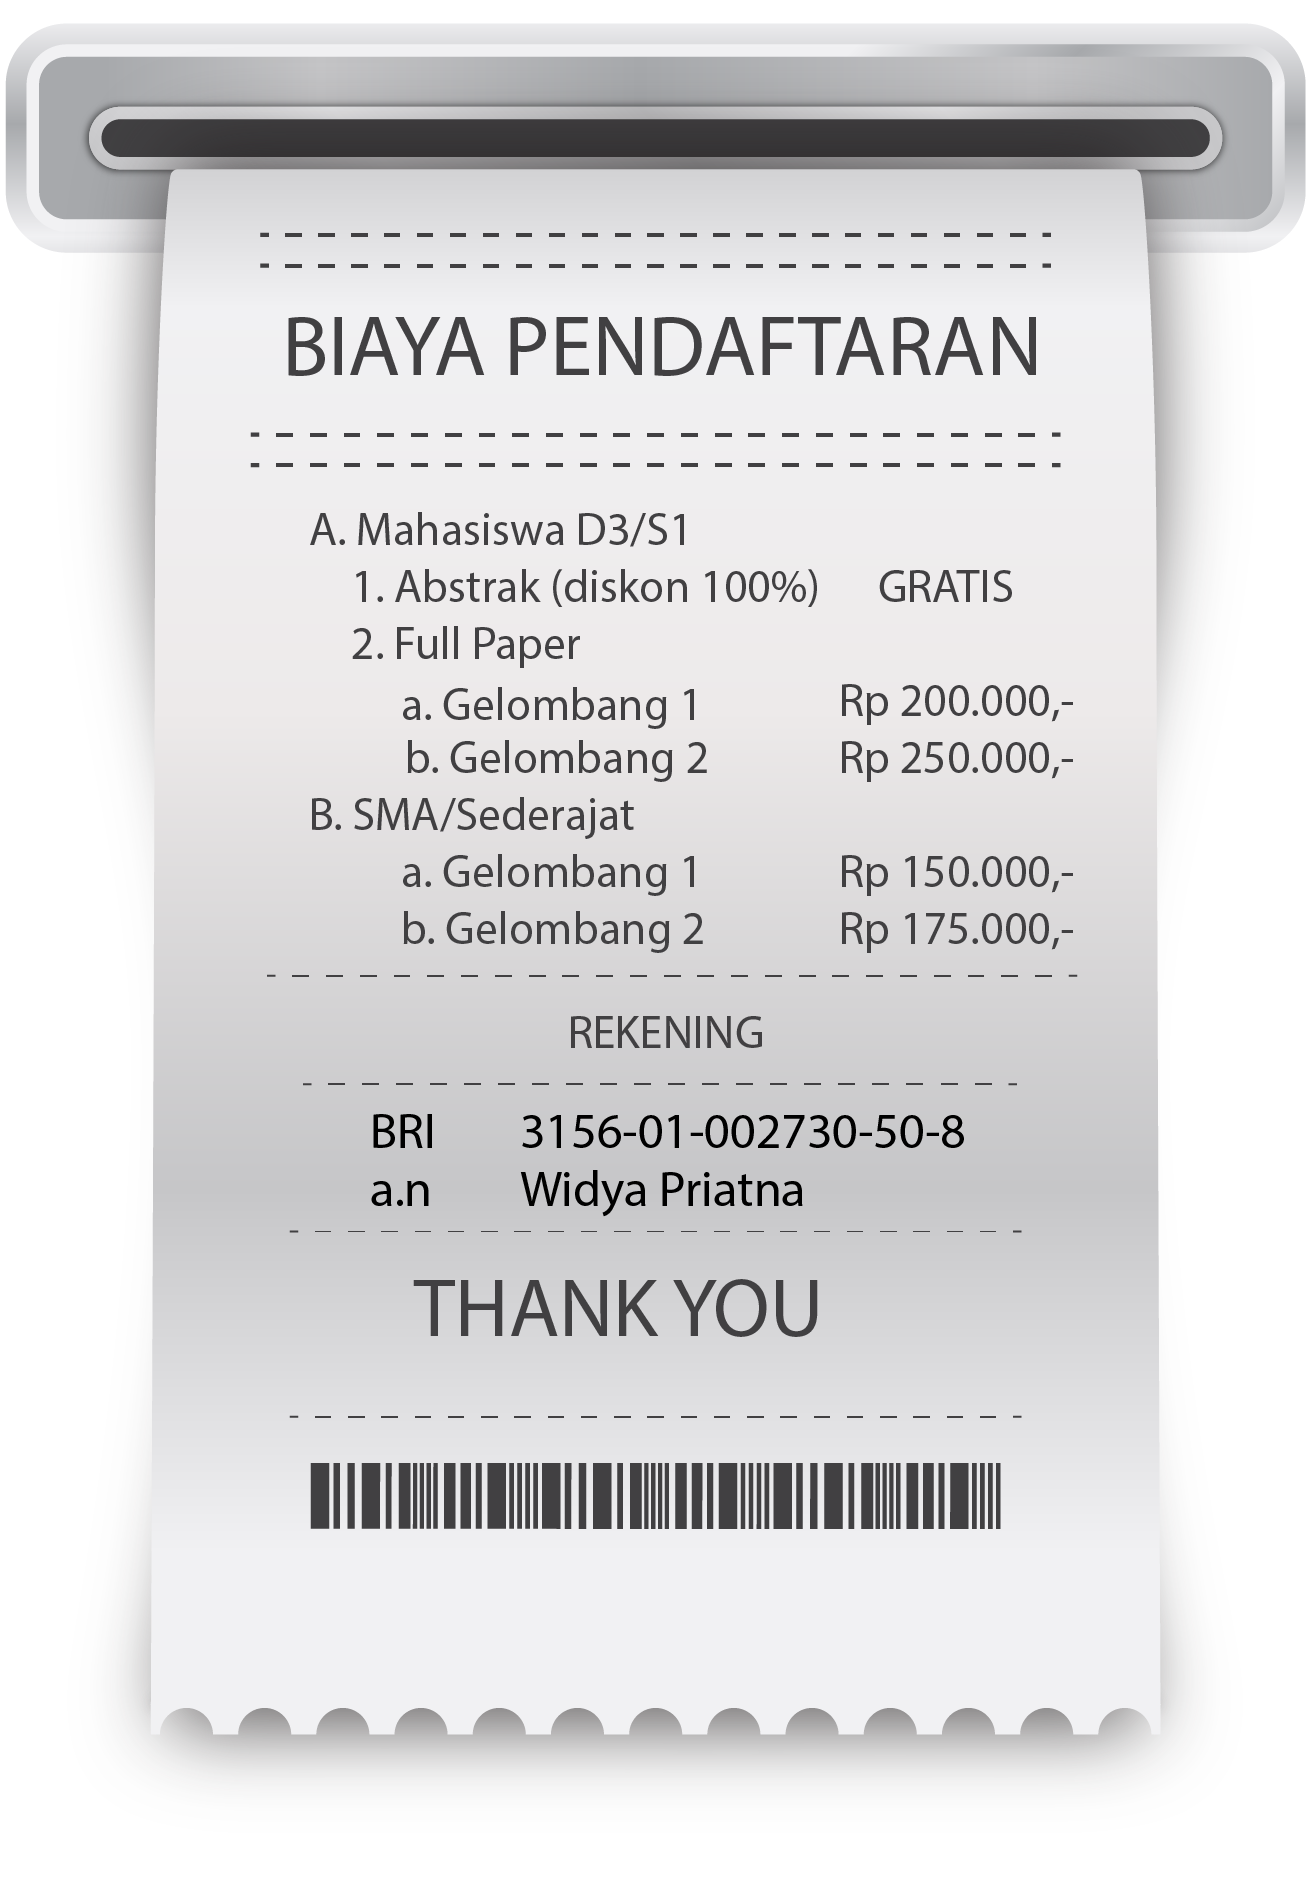 BIAYA PENDAFTARAN
A. Mahasiswa D3/S1
1. Abstrak (diskon 100%) GRATIS
2. Full Paper
a. Gelombang 1 Rp 200.000,-
b. Gelombang 2 Rp 250.000,-
B. SMA/Sederajat
a. Gelombang 1 Rp 150.000,-
b. Gelombang 2 Rp 175.000,-
REKENING
BRI 3156-01-002730-50-8
a.n Widya Priatna
THANK YOU